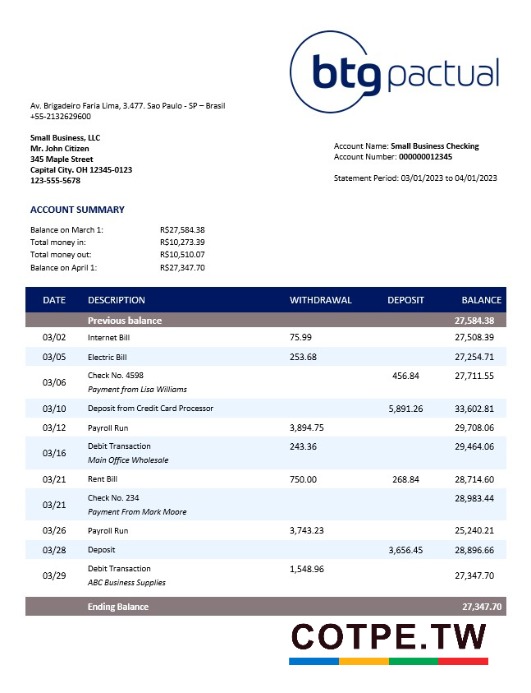 btg pactual
Av. Brigadeiro Faria Lima, 3.477. Sao Paulo - SP – Brasil
+55-2132629600
Small Business, LLC
Mr. John Citizen
345 Maple Street
Capital City. OH 12345-0123
123-555-5678
Account Name: Small Business Checking
Account Number: 000000012345
Statement Period: 03/01/2023 to 04/01/2023
ACCOUNT SUMMARY
Balance on March 1: R$27,584.38
Total money in: R$10,273.39
Total money out: R$10,510.07
Balance on April 1: R$27,347.70
DATE DESCRIPTION WITHDRAWAL DEPOSIT BALANCE
Previous balance 27,584.38
03/02 Internet Bill 75.99 27,508.39
03/05 Electric Bill 253.68 27,254.71
03/06 Check No. 4598 456.84 27,711.55
Payment from Lisa Williams
03/10 Deposit from Credit Card Processor 5,891.26 33,602.81
03/12 Payroll Run 3,894.75 29,708.06
03/16 Debit Transaction 243.36 29,464.06
Main Office Wholesale
03/21 Rent Bill 750.00 268.84 28,714.60
03/21 Check No. 234 28,983.44
Payment From Mark Moore
03/26 Payroll Run 3,743.23 25,240.21
03/28 Deposit 3,656.45 28,896.66
03/29 Debit Transaction 1,548.96 27,347.70
ABC Business Supplies
Ending Balance 27,347.70
COTPE.TW